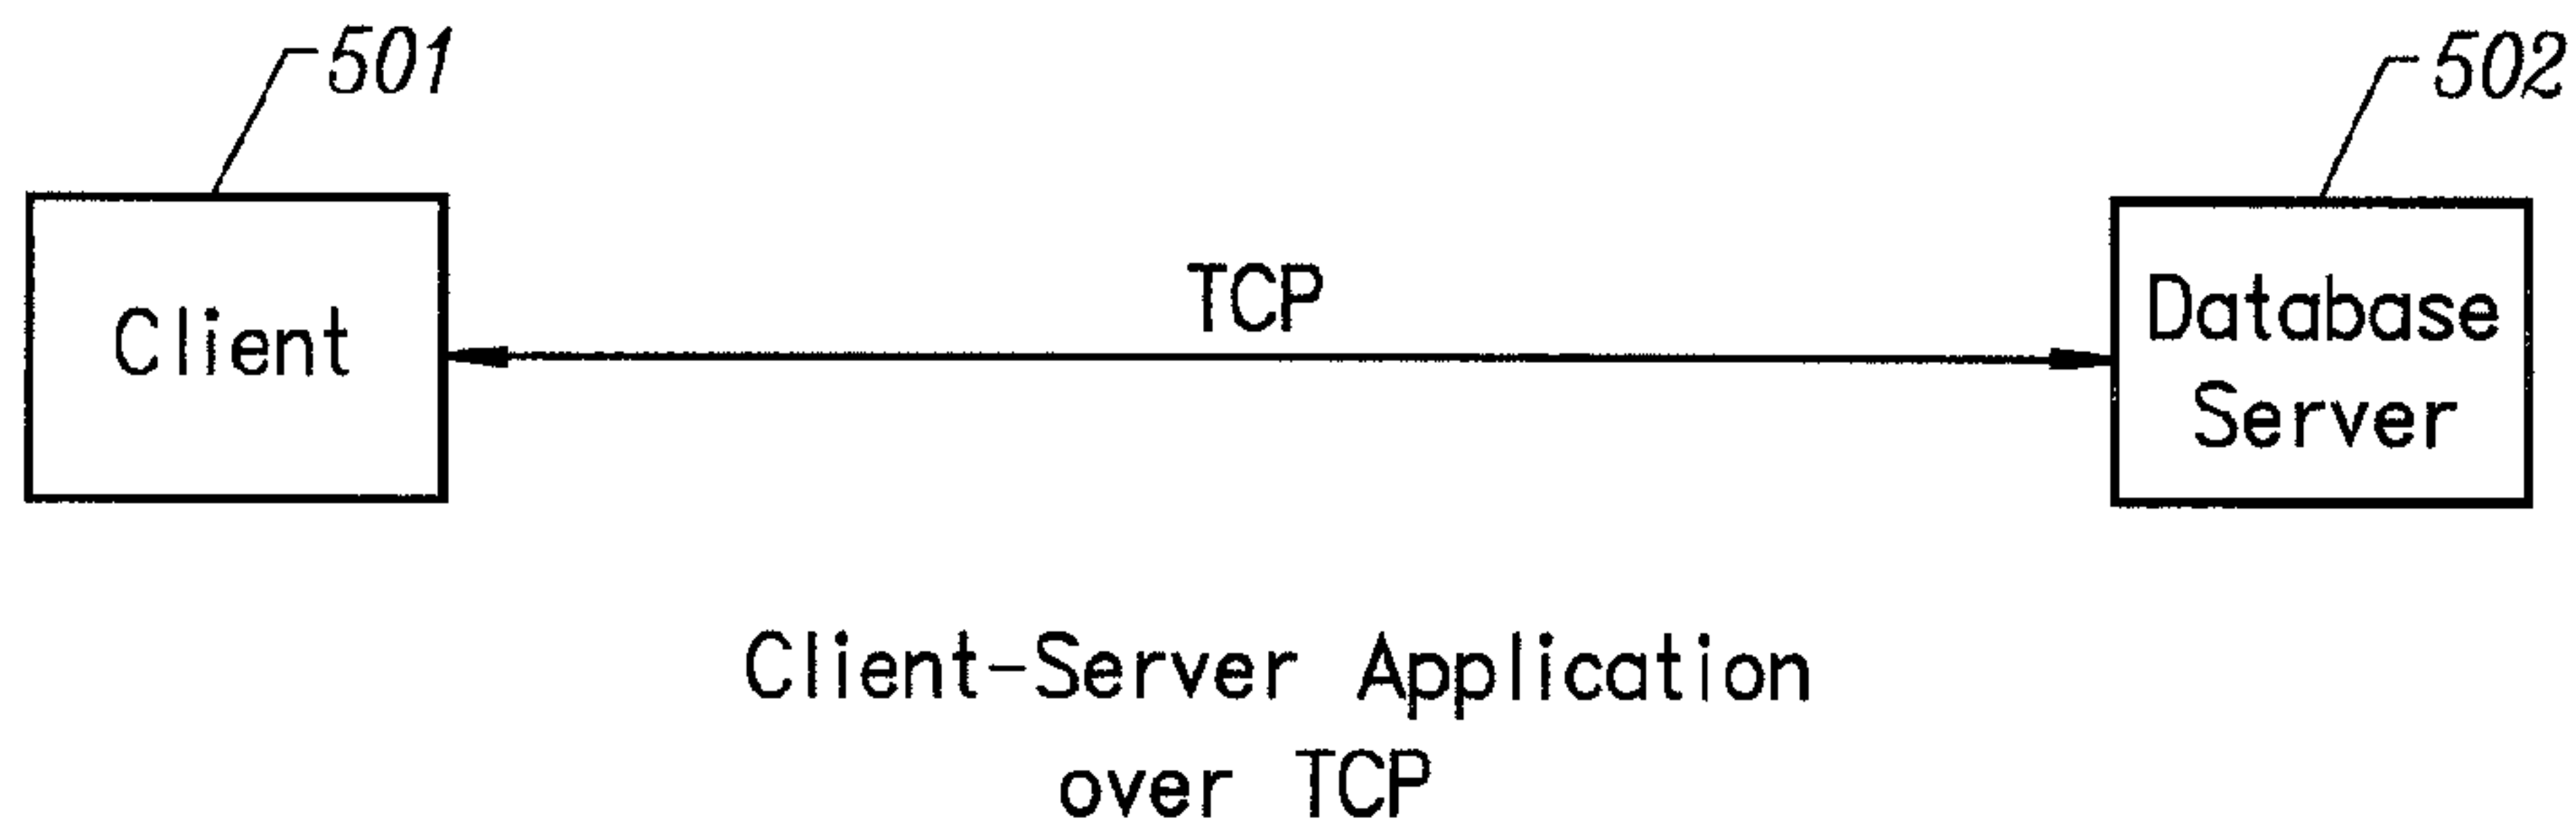 501
502
Client
TCP
Database
Server
Client-Server Application
over TCP